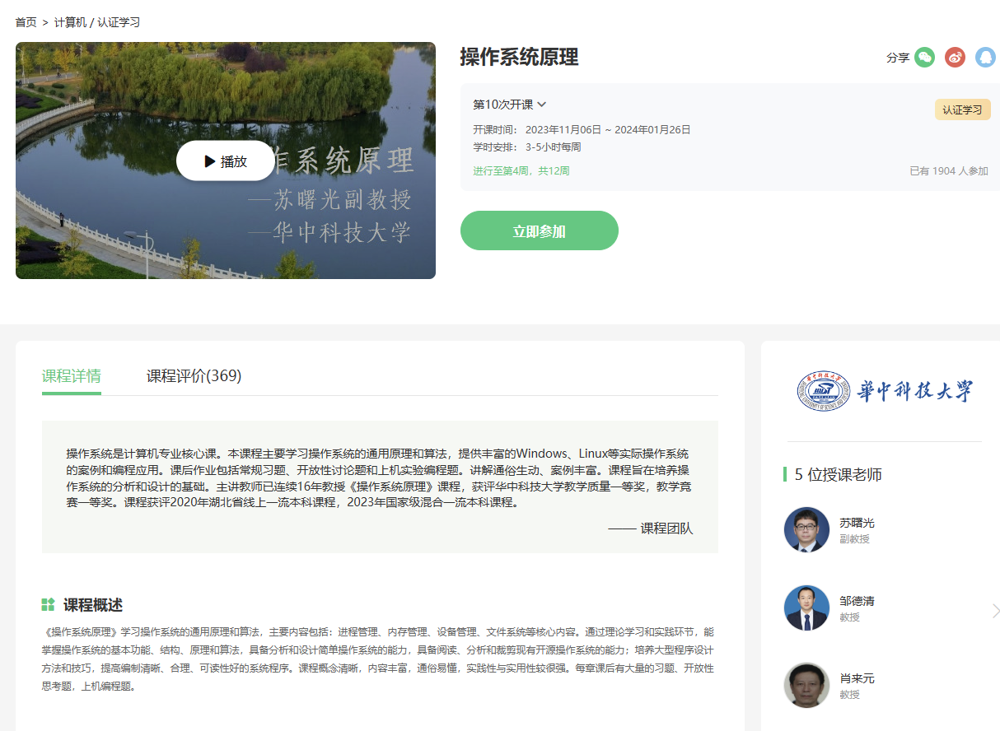 首页 > 计算机 / 认证学习
播放
作系统原理
—苏曙光副教授
—华中科技大学
操作系统原理
分享
第10次开课
认证学习
开课时间： 2023年11月06日 ~ 2024年01月26日
学时安排： 3-5小时每周
进行至第4周，共12周
已有 1904 人参加
立即参加
课程详情
课程评价(369)
操作系统是计算机专业核心课。本课程主要学习操作系统的通用原理和算法，提供丰富的Windows、Linux等实际操作系统
的案例和编程应用。课后作业包括常规习题、开放性讨论题和上机实验编程题。讲解通俗生动、案例丰富。课程旨在培养操
作系统的分析和设计的基础。主讲教师已连续16年教授《操作系统原理》课程，获评华中科技大学教学质量一等奖，教学竞
赛一等奖。课程获评2020年湖北省线上一流本科课程，2023年国家级混合一流本科课程。
—— 课程团队
课程概述
《操作系统原理》学习操作系统的通用原理和算法，主要内容包括：进程管理、内存管理、设备管理、文件系统等核心内容。通过理论学习和实践环节，能
掌握操作系统的基本功能、结构、原理和算法，具备分析和设计简单操作系统的能力，具备阅读、分析和裁剪现有开源操作系统的能力；培养大型程序设计
方法和技巧，提高编制清晰、合理、可读性好的系统程序。课程概念清晰，内容丰富，通俗易懂，实践性与实用性较很强。每章课后有大量的习题、开放性
思考题，上机编程题。
華中科技大学
5 位授课老师
苏曙光
副教授
邹德清
教授
肖来元
教授